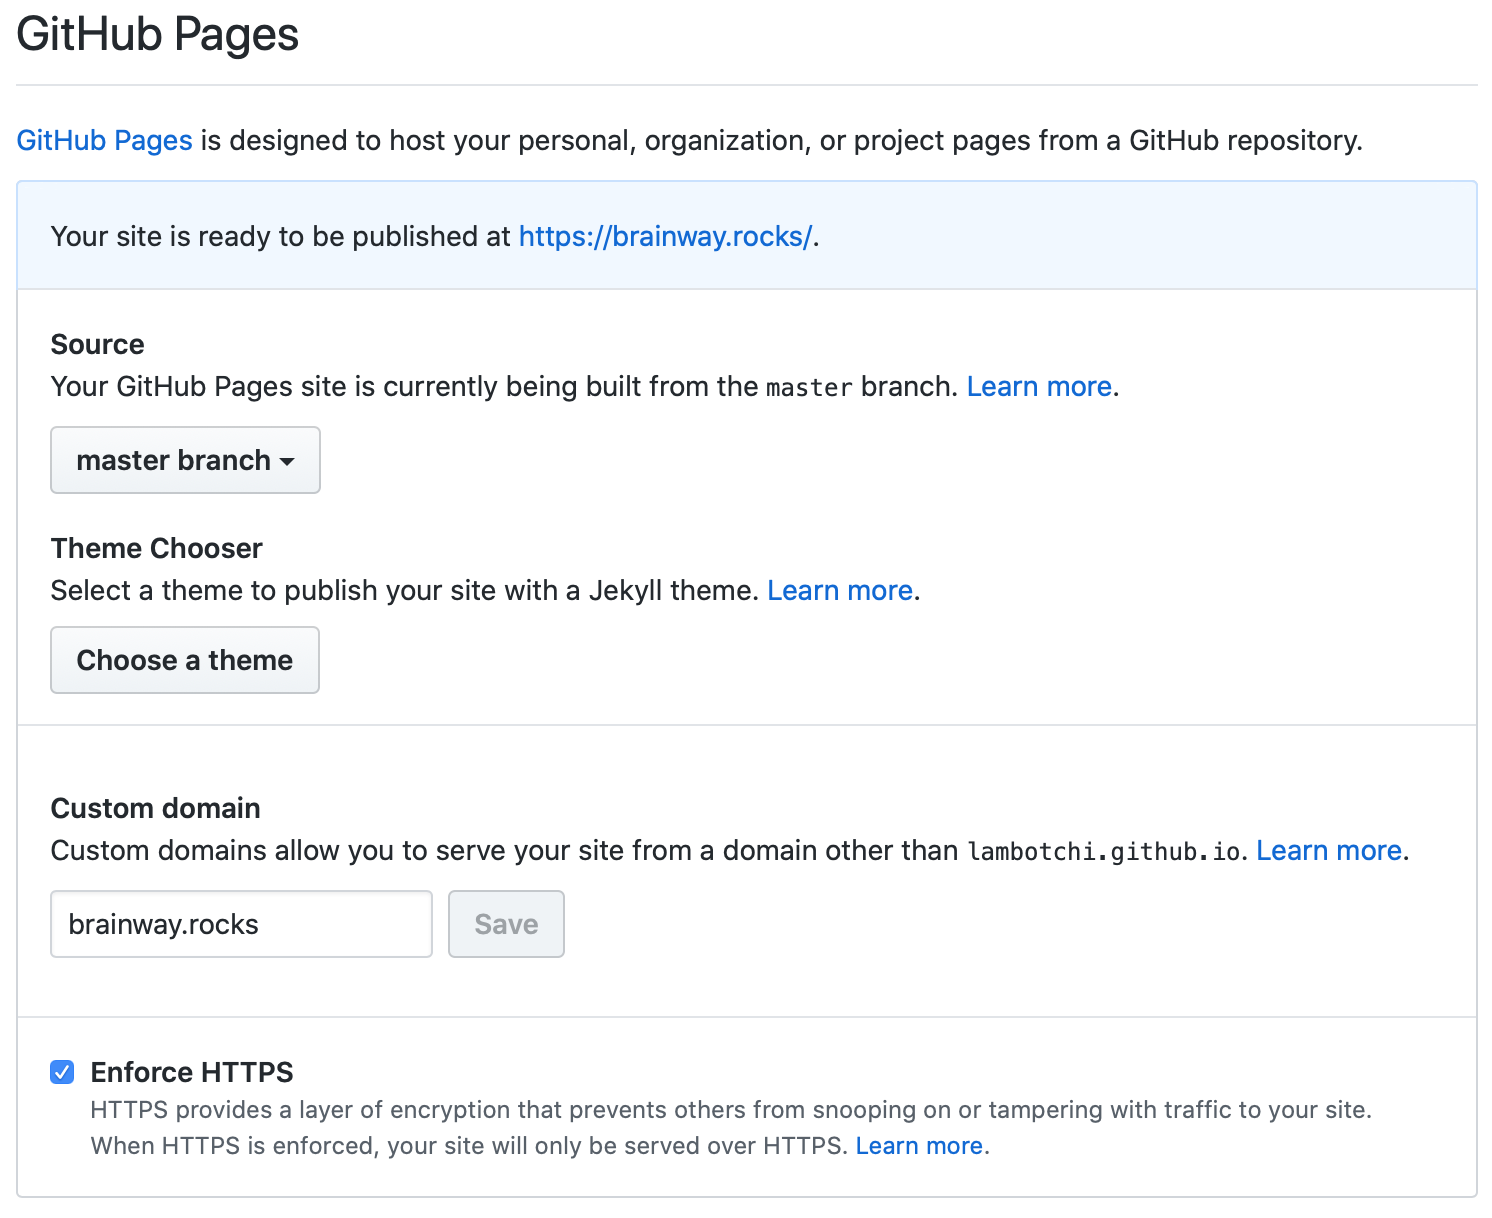 GitHub Pages
GitHub Pages is designed to host your personal, organization, or project pages from a GitHub repository.
Your site is ready to be published at https://brainway.rocks/.
Source
Your GitHub Pages site is currently being built from the master branch. Learn more.
master branch
Theme Chooser
Select a theme to publish your site with a Jekyll theme. Learn more.
Choose a theme
Custom domain
Custom domains allow you to serve your site from a domain other than lambotchi.github.io. Learn more.
brainway.rocks Save
Enforce HTTPS
HTTPS provides a layer of encryption that prevents others from snooping on or tampering with traffic to your site.
When HTTPS is enforced, your site will only be served over HTTPS. Learn more.